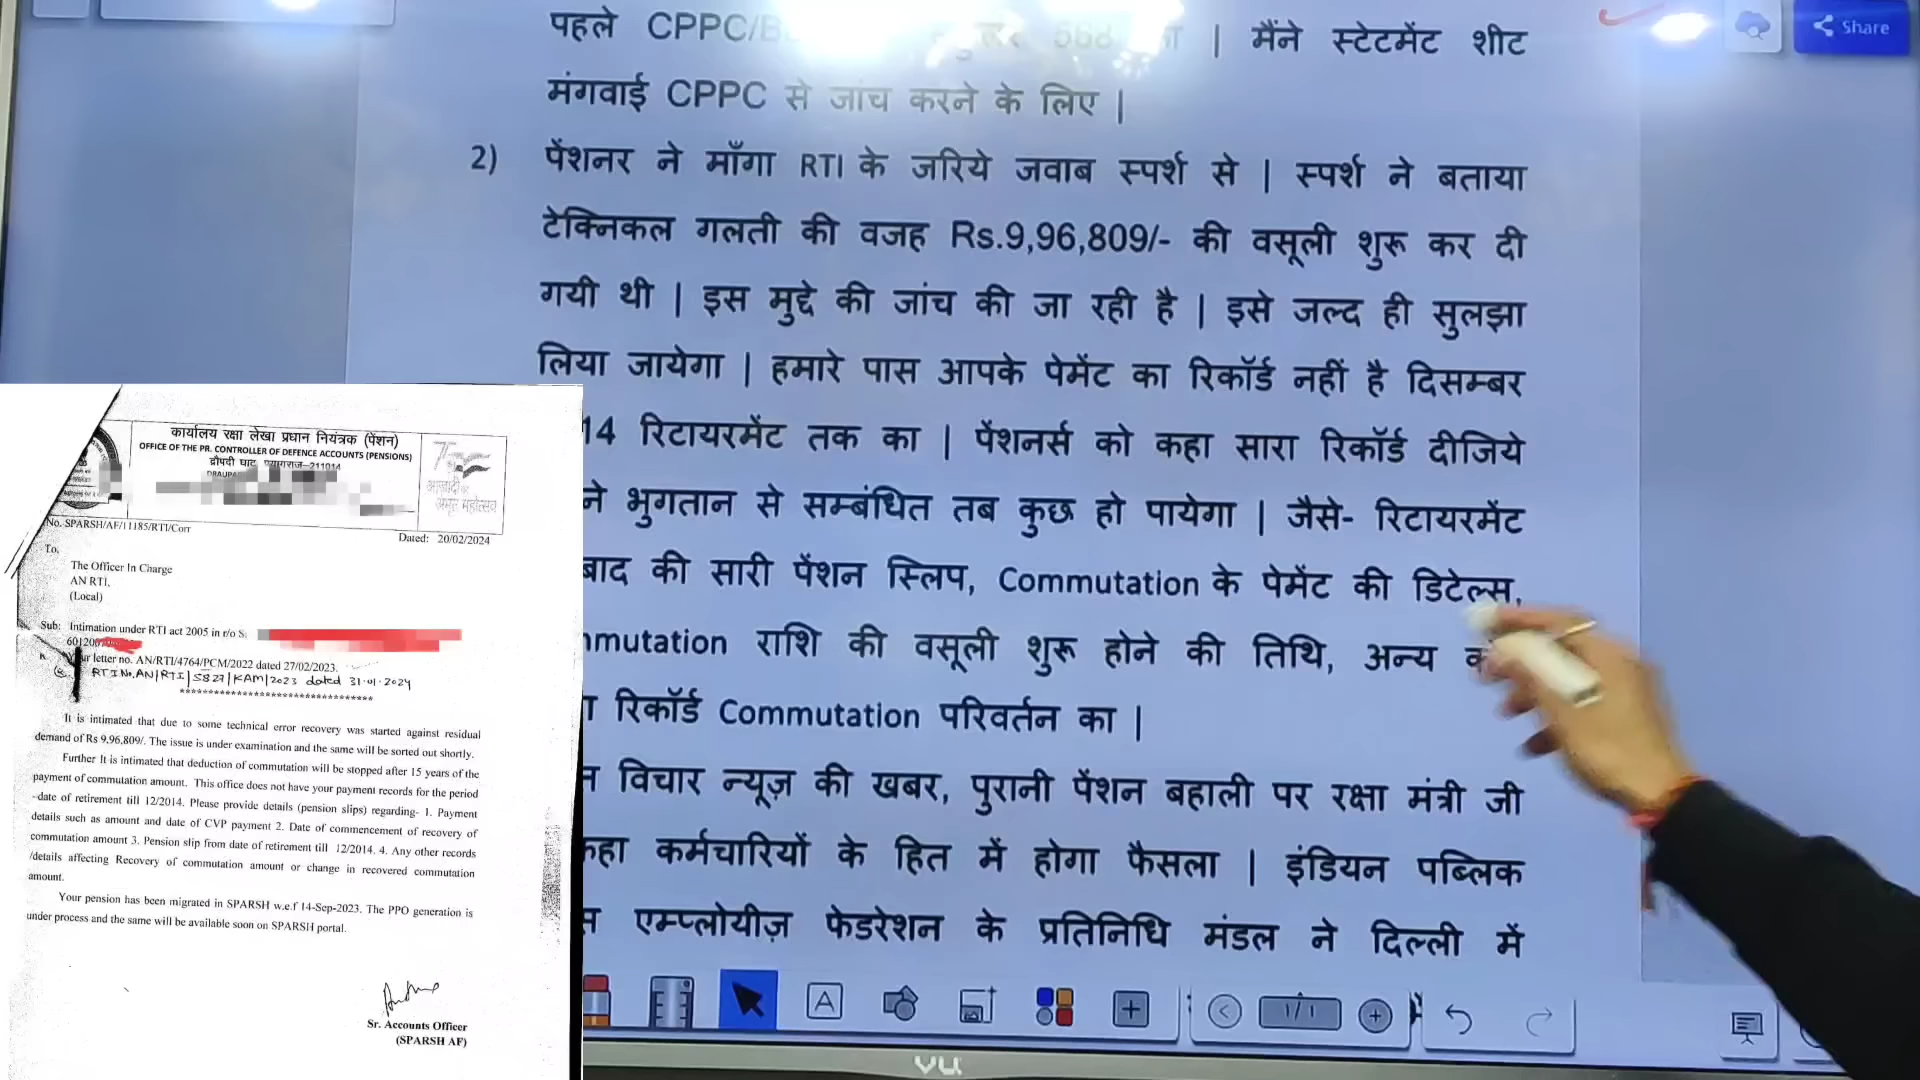 पहले CPPC/B 568 | मैंने स्टेटमेंट शीट
मंगवाई CPPC से जांच करने के लिए |
2) पेंशनर ने माँगा RTI के जरिये जवाब स्पर्श से | स्पर्श ने बताया
टेक्निकल गलती की वजह Rs.9,96,809/- की वसूली शुरू कर दी
गयी थी | इस मुद्दे की जांच की जा रही है | इसे जल्द ही सुलझा
लिया जायेगा | हमारे पास आपके पेमेंट का रिकॉर्ड नहीं है दिसम्बर
14 रिटायरमेंट तक का | पेंशनर्स को कहा सारा रिकॉर्ड दीजिये
ने भुगतान से सम्बंधित तब कुछ हो पायेगा | जैसे- रिटायरमेंट
बाद की सारी पेंशन स्लिप, Commutation के पेमेंट की डिटेल्स,
mmutation राशि की वसूली शुरू होने की तिथि, अन्य
रिकॉर्ड Commutation परिवर्तन का |
विचार न्यूज़ की खबर, पुरानी पेंशन बहाली पर रक्षा मंत्री जी
कहा कर्मचारियों के हित में होगा फैसला | इंडियन पब्लिक
एम्प्लोयीज़ फेडरेशन के प्रतिनिधि मंडल ने दिल्ली में
Share
1/1
vu
कार्यालय रक्षा लेखा प्रधान नियंत्रक (पेंशन)
OFFICE OF THE PR. CONTROLLER OF DEFENCE ACCOUNTS (PENSIONS)
द्रौपदी घाट, प्रयागराज-211014
DRAUPA
आज़ादी का
अमृत महोत्सव
No. SPARSH/AF/11185/RTI/Corr
Dated: 20/02/2024
To,
The Officer In Charge
AN RTI,
(Local)
Sub: Intimation under RTI act 2005 in r/o S
letter no. AN/RTI/4764/PCM/2022 dated 27/02/2023.
RTI No. AN|RTI|5827|KAM|2023 dated 31-01-2024
************************************
It is intimated that due to some technical error recovery was started against residual
demand of Rs 9,96,809/. The issue is under examination and the same will be sorted out shortly.
Further It is intimated that deduction of commutation will be stopped after 15 years of the
payment of commutation amount. This office does not have your payment records for the period
-date of retirement till 12/2014. Please provide details (pension slips) regarding- 1. Payment
details such as amount and date of CVP payment 2. Date of commencement of recovery of
commutation amount 3. Pension slip from date of retirement till 12/2014. 4. Any other records
/details affecting Recovery of commutation amount or change in recovered commutation
amount.
Your pension has been migrated in SPARSH w.e.f 14-Sep-2023. The PPO generation is
under process and the same will be available soon on SPARSH portal.
Sr. Accounts Officer
(SPARSH AF)